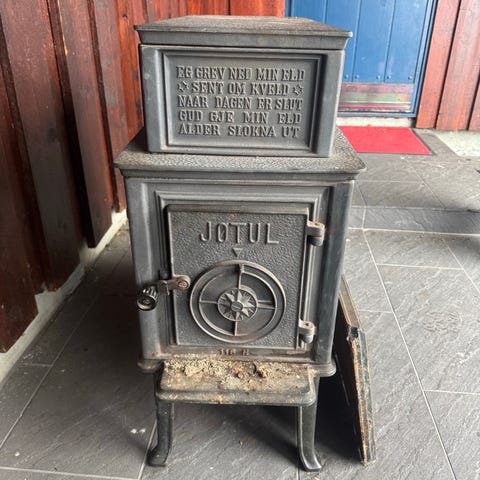 EG GREV NED MIN ELD
SENT OM KVELD
NAAR DAGEN ER SLUT
GUD GJE MIN ELD
ALDER SLOKNA UT
JØTUL
118 N